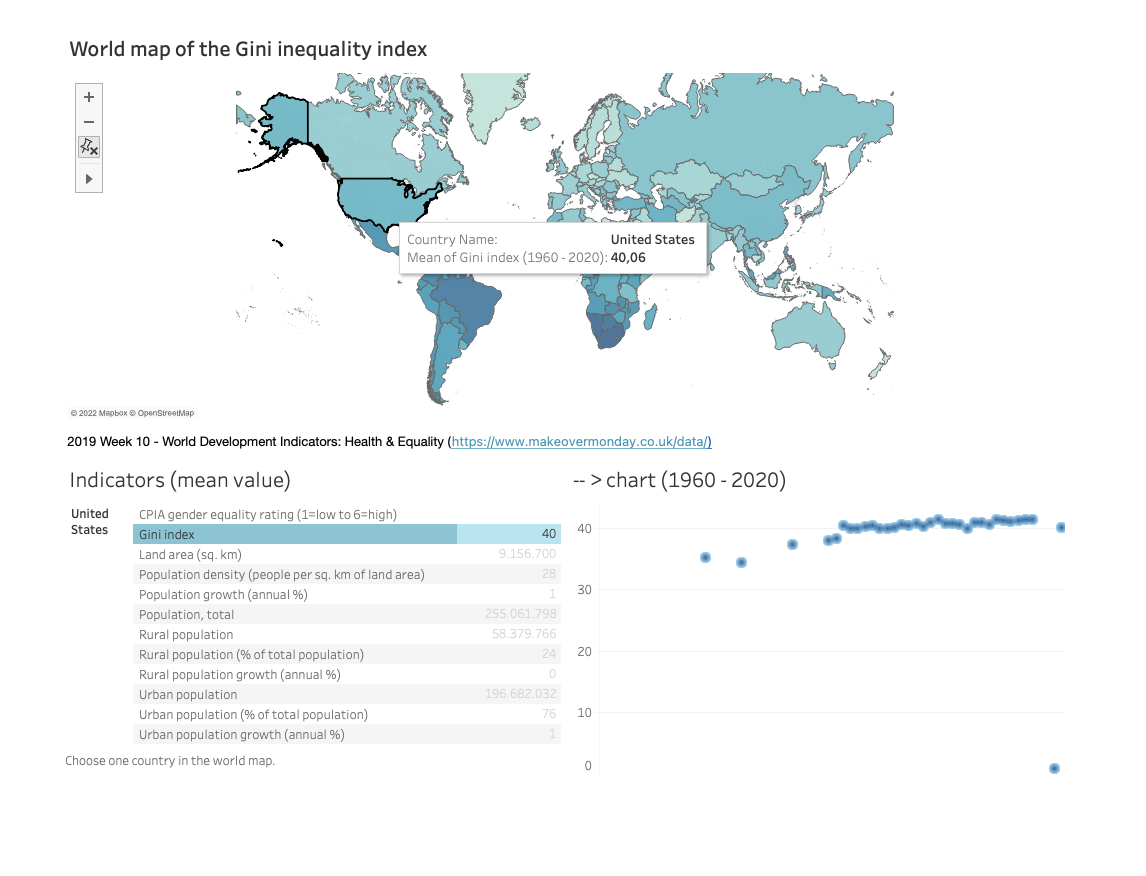 World map of the Gini inequality index
+
−
Country Name: United States
Mean of Gini index (1960 - 2020): 40,06
© 2022 Mapbox © OpenStreetMap
2019 Week 10 - World Development Indicators: Health & Equality (https://www.makeovermonday.co.uk/data/)
Indicators (mean value)
United States
CPIA gender equality rating (1=low to 6=high)
Gini index 40
Land area (sq. km) 9.156.700
Population density (people per sq. km of land area) 28
Population growth (annual %) 1
Population, total 255.061.798
Rural population 58.379.766
Rural population (% of total population) 24
Rural population growth (annual %) 0
Urban population 196.682.032
Urban population (% of total population) 76
Urban population growth (annual %) 1
Choose one country in the world map.
-- > chart (1960 - 2020)
40
30
20
10
0